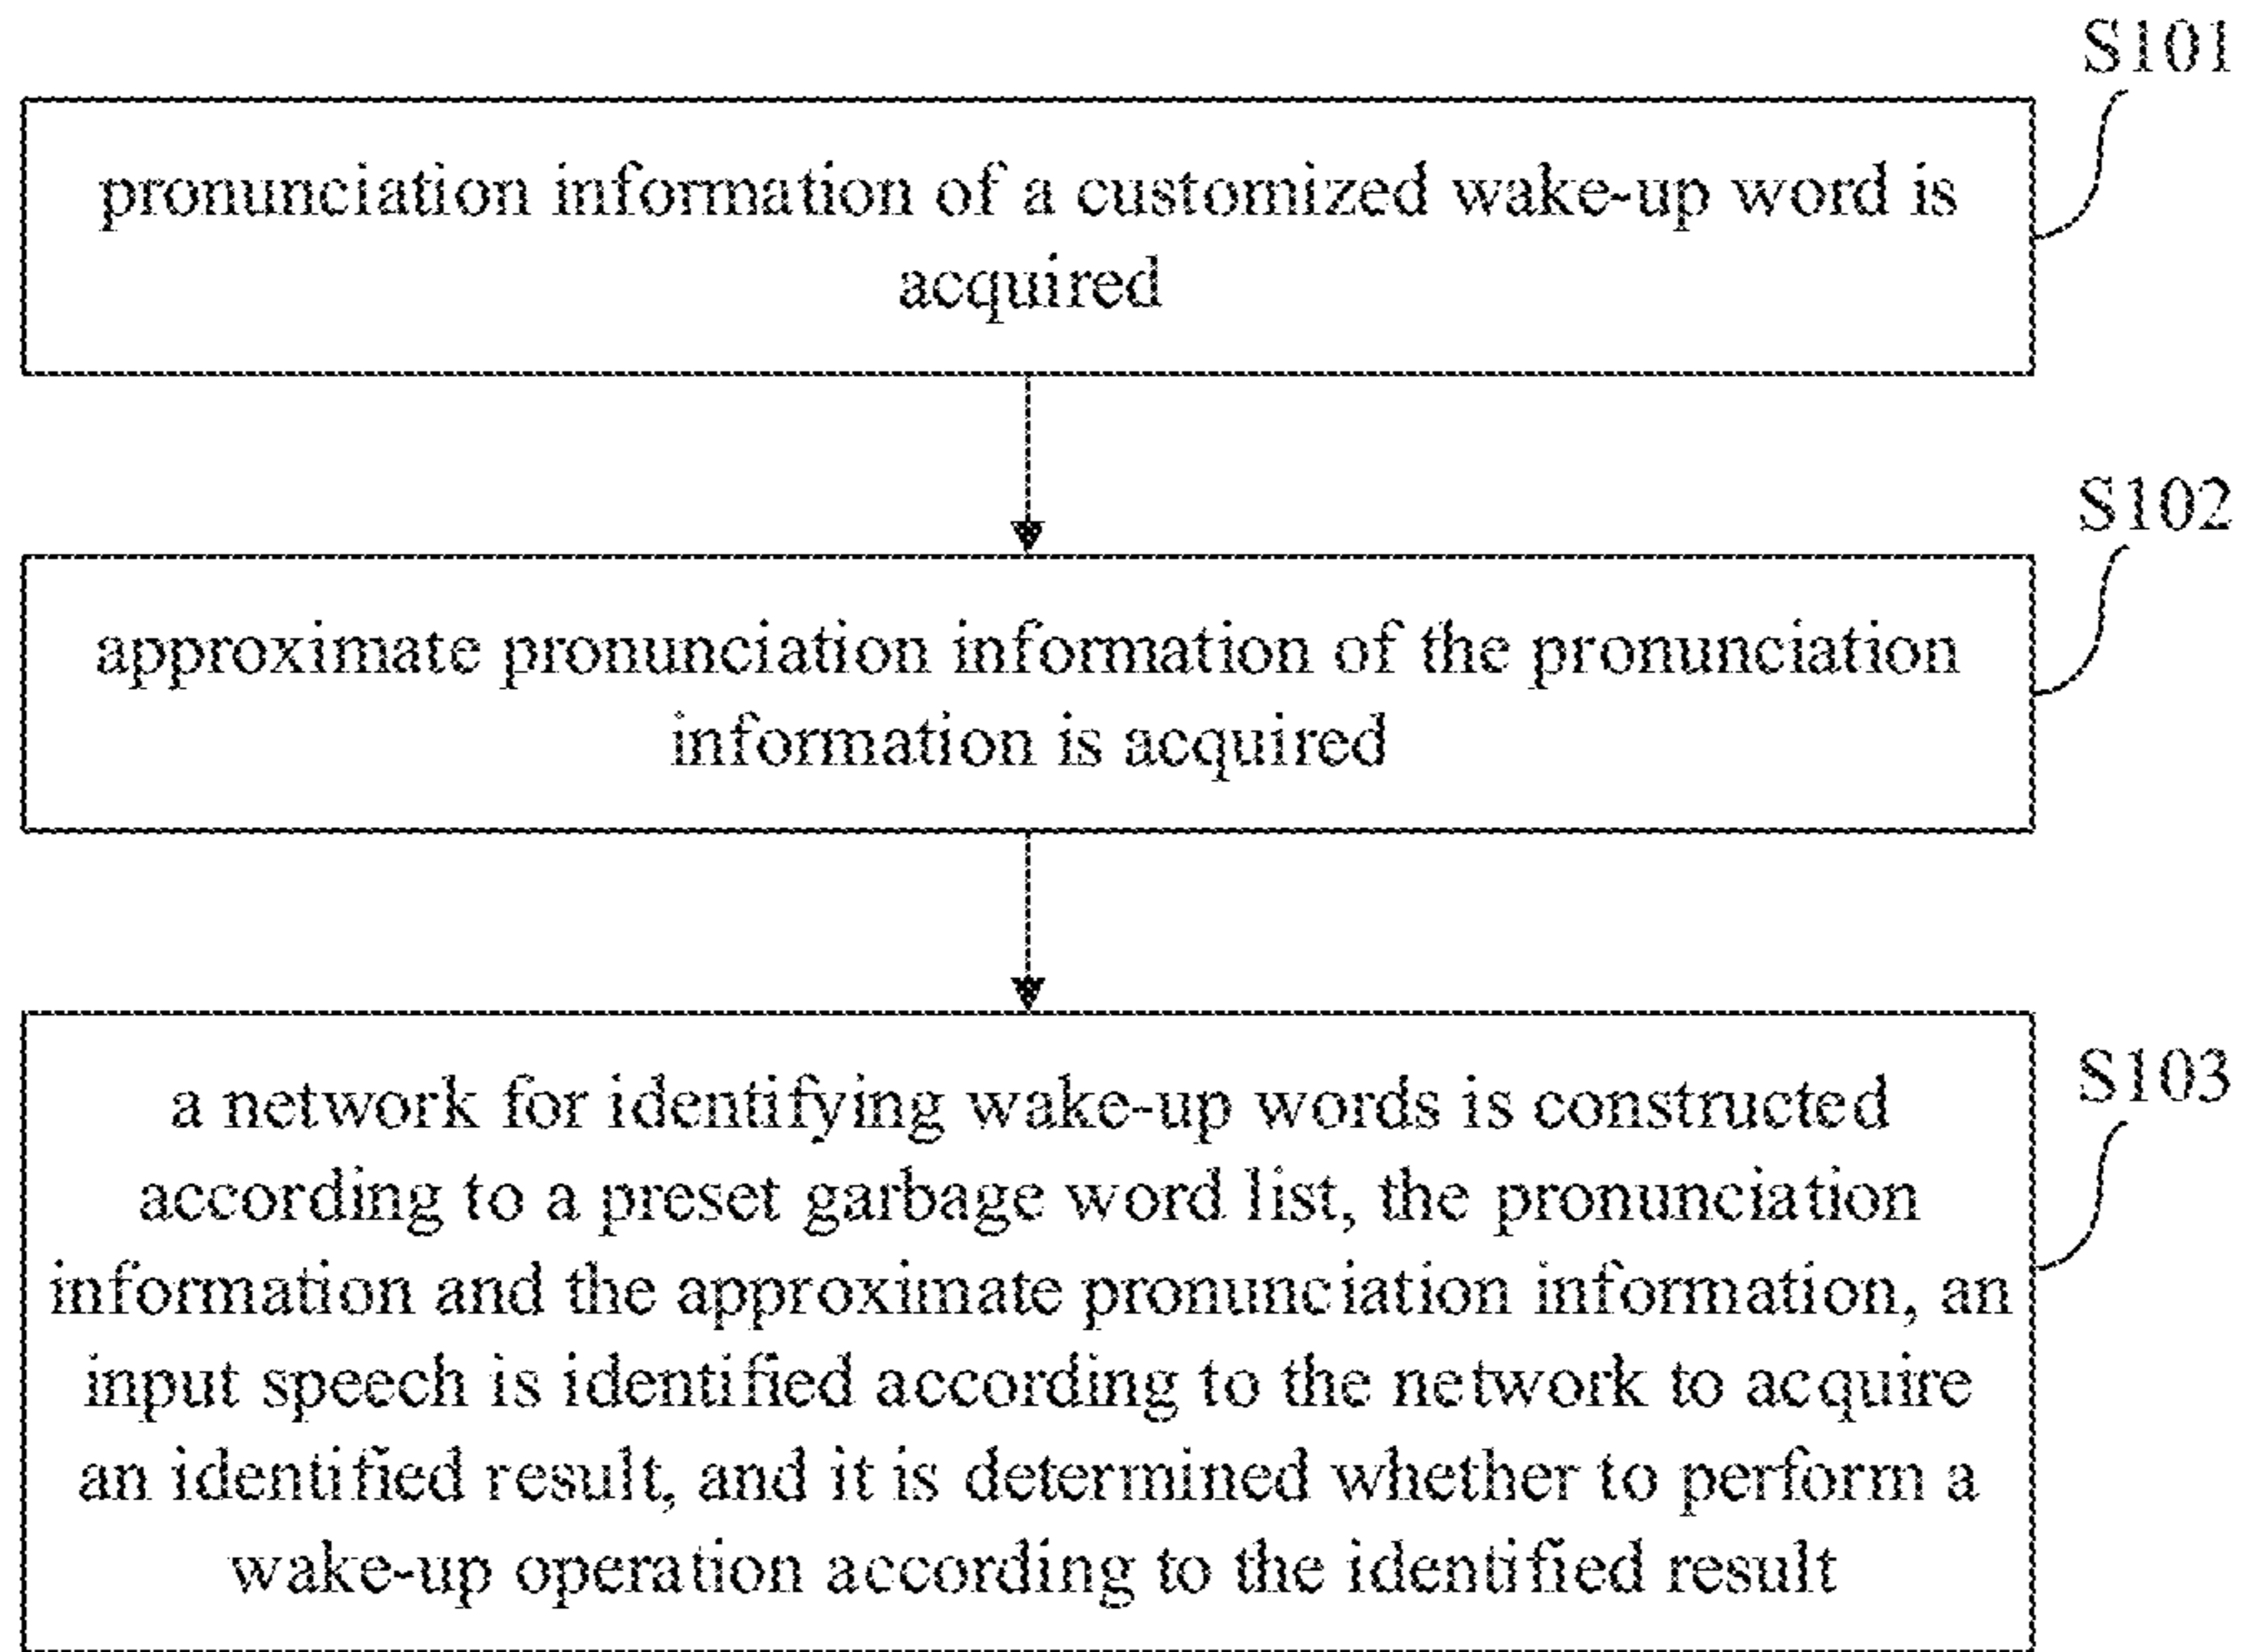 S101
pronunciation information of a customized wake-up word is
acquired
S102
approximate pronunciation information of the pronunciation
information is acquired
S103
a network for identifying wake-up words is constructed
according to a preset garbage word list, the pronunciation
information and the approximate pronunciation information, an
input speech is identified according to the network to acquire
an identified result, and it is determined whether to perform a
wake-up operation according to the identified result